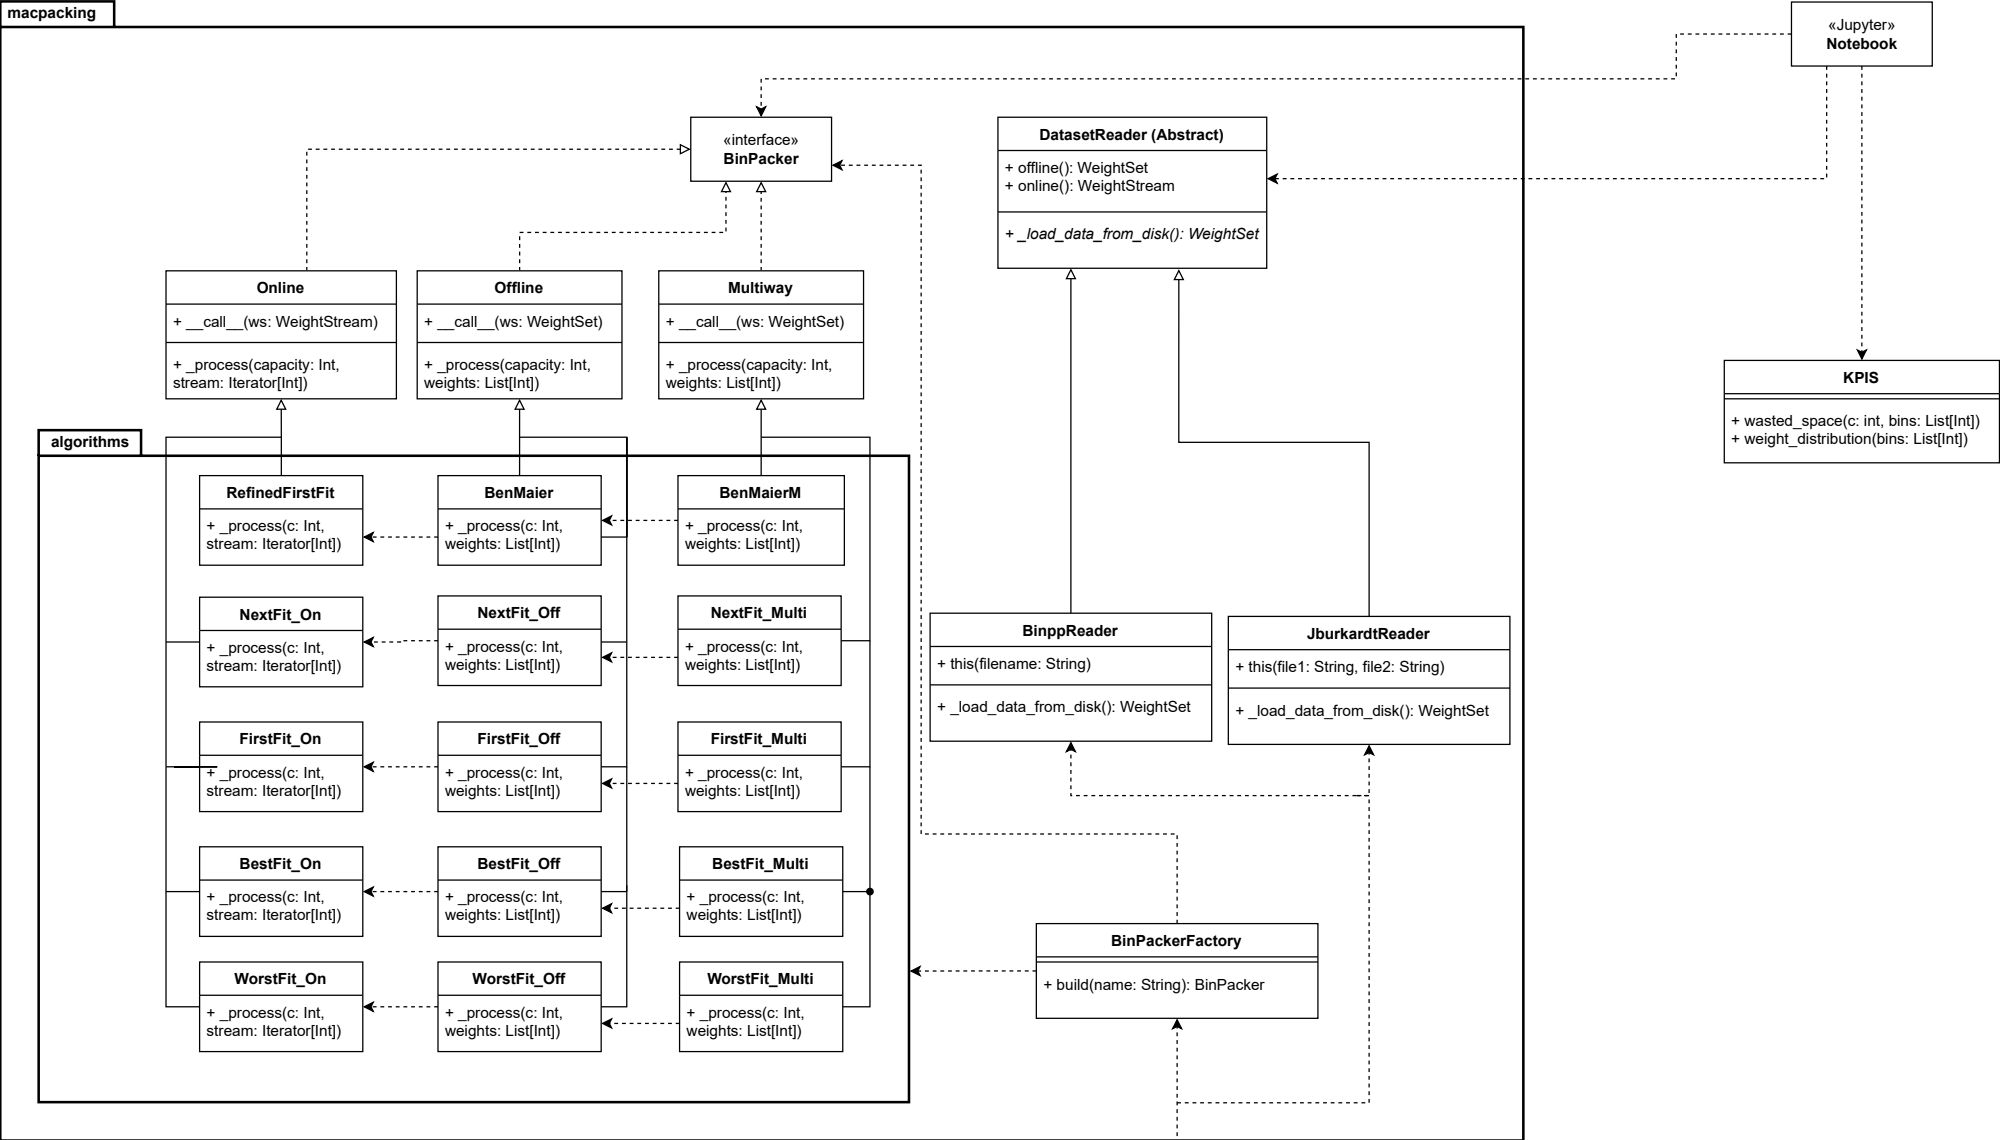 macpacking
«Jupyter»
Notebook
«interface»
BinPacker
DatasetReader (Abstract)
+ offline(): WeightSet
+ online(): WeightStream
+ _load_data_from_disk(): WeightSet
Online
+ __call__(ws: WeightStream)
+ _process(capacity: Int,
stream: Iterator[Int])
Offline
+ __call__(ws: WeightSet)
+ _process(capacity: Int,
weights: List[Int])
Multiway
+ __call__(ws: WeightSet)
+ _process(capacity: Int,
weights: List[Int])
KPIS
+ wasted_space(c: int, bins: List[Int])
+ weight_distribution(bins: List[Int])
algorithms
RefinedFirstFit
+ _process(c: Int,
stream: Iterator[Int])
BenMaier
+ _process(c: Int,
weights: List[Int])
BenMaierM
+ _process(c: Int,
weights: List[Int])
NextFit_On
+ _process(c: Int,
stream: Iterator[Int])
NextFit_Off
+ _process(c: Int,
weights: List[Int])
NextFit_Multi
+ _process(c: Int,
weights: List[Int])
BinppReader
+ this(filename: String)
+ _load_data_from_disk(): WeightSet
JburkardtReader
+ this(file1: String, file2: String)
+ _load_data_from_disk(): WeightSet
FirstFit_On
+ _process(c: Int,
stream: Iterator[Int])
FirstFit_Off
+ _process(c: Int,
weights: List[Int])
FirstFit_Multi
+ _process(c: Int,
weights: List[Int])
BestFit_On
+ _process(c: Int,
stream: Iterator[Int])
BestFit_Off
+ _process(c: Int,
weights: List[Int])
BestFit_Multi
+ _process(c: Int,
weights: List[Int])
BinPackerFactory
+ build(name: String): BinPacker
WorstFit_On
+ _process(c: Int,
stream: Iterator[Int])
WorstFit_Off
+ _process(c: Int,
weights: List[Int])
WorstFit_Multi
+ _process(c: Int,
weights: List[Int])